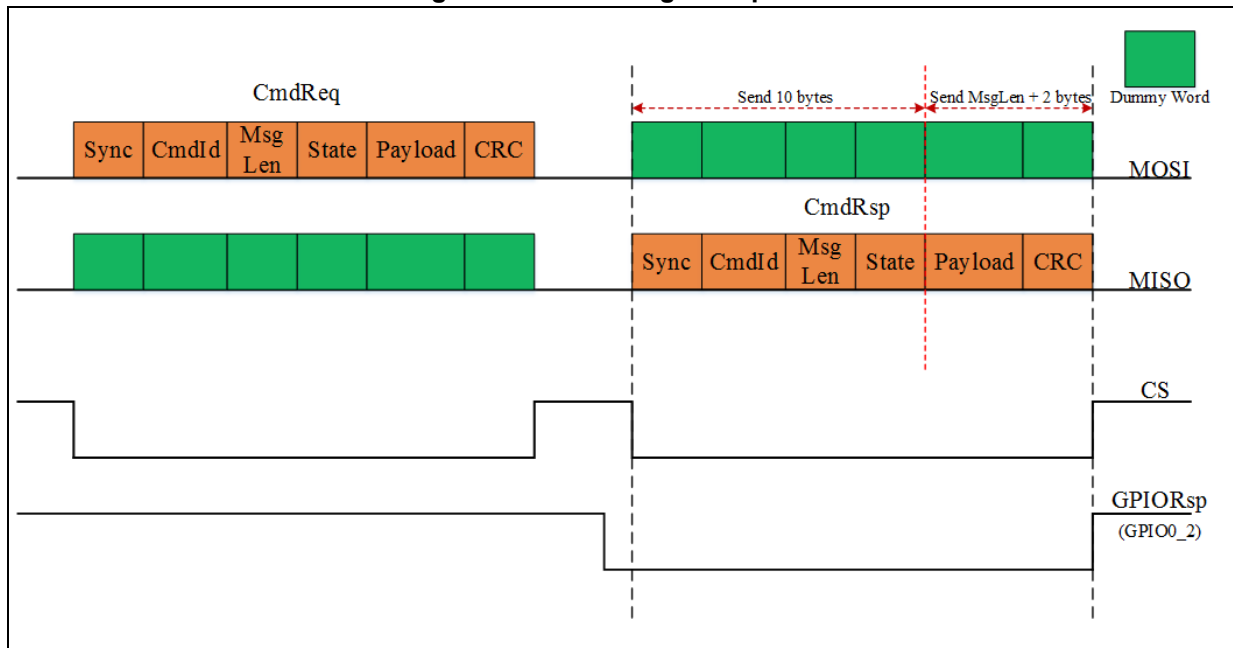 CmdReq
Send 10 bytes
Send MsgLen + 2 bytes
Dummy Word
Sync CmdId Msg Len State Payload CRC
MOSI
CmdRsp
Sync CmdId Msg Len State Payload CRC
MISO
CS
GPIORsp
(GPIO0_2)